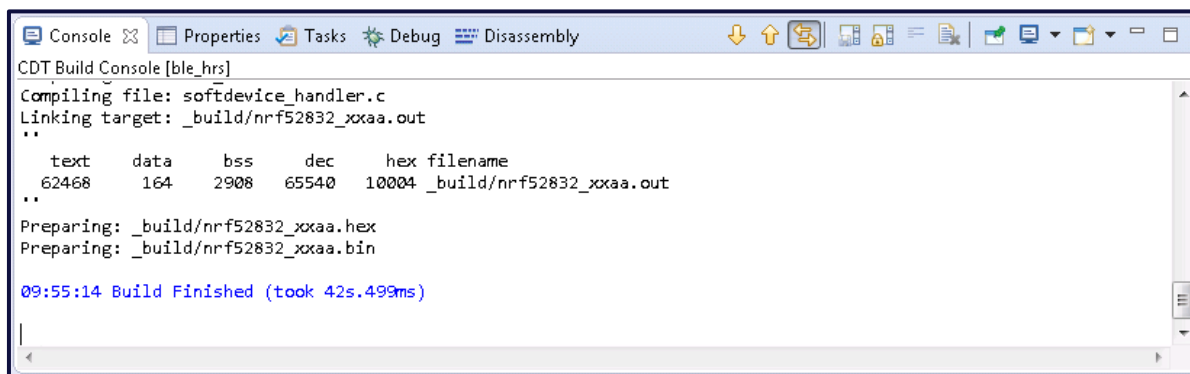 Console Properties Tasks Debug Disassembly
CDT Build Console [ble_hrs]
Compiling file: softdevice_handler.c
Linking target: _build/nrf52832_xxaa.out
''
text data bss dec hex filename
62468 164 2908 65540 10004 _build/nrf52832_xxaa.out
''
Preparing: _build/nrf52832_xxaa.hex
Preparing: _build/nrf52832_xxaa.bin
09:55:14 Build Finished (took 42s.499ms)